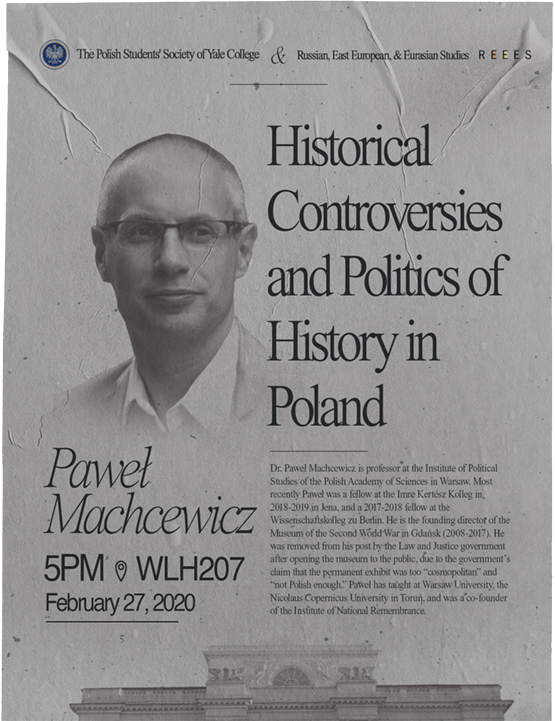 The Polish Students' Society of Yale College & Russian, East European, & Eurasian Studies R E E E S
Historical
Controversies
and Politics of
History in
Poland
Paweł
Machcewicz
5PM WLH207
February 27, 2020
Dr. Paweł Machcewicz is professor at the Institute of Political
Studies of the Polish Academy of Sciences in Warsaw. Most
recently Paweł was a fellow at the Imre Kertész Kolleg in
2018-2019 in Jena, and a 2017-2018 fellow at the
Wissenschaftskolleg zu Berlin. He is the founding director of the
Museum of the Second World War in Gdańsk (2008-2017). He
was removed from his post by the Law and Justice government
after opening the museum to the public, due to the government's
claim that the permanent exhibit was too "cosmopolitan" and
"not Polish enough." Paweł has taught at Warsaw University, the
Nicolaus Copernicus University in Toruń, and was a co-founder
of the Institute of National Remembrance.